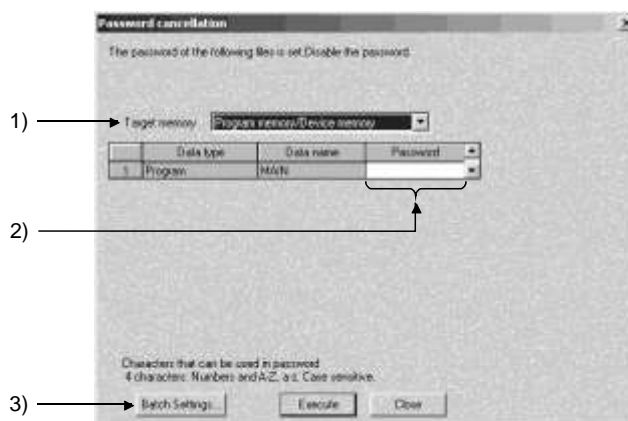 Password cancellation
The password of the following files is set.Disable the password.
1)
Target memory Program memory/Device memory
Data type Data name Password
1 Program MAIN
2)
Characters that can be used in password
4 characters: Numbers and A-Z, a-z. Case sensitive.
3)
Batch Settings... Execute Close